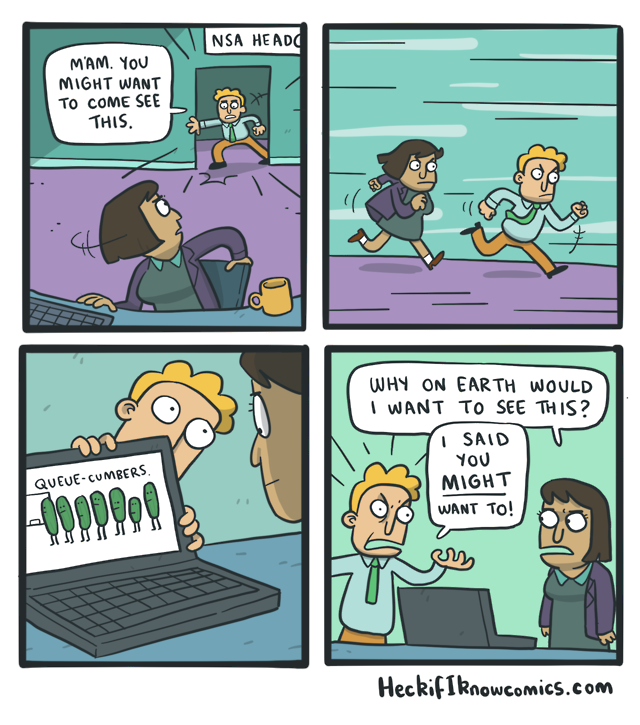 NSA HEADC
M'AM. YOU
MIGHT WANT
TO COME SEE
THIS.
QUEUE-CUMBERS.
WHY ON EARTH WOULD
I WANT TO SEE THIS?
I SAID
YOU
MIGHT
WANT TO!
HeckifIknowcomics.com